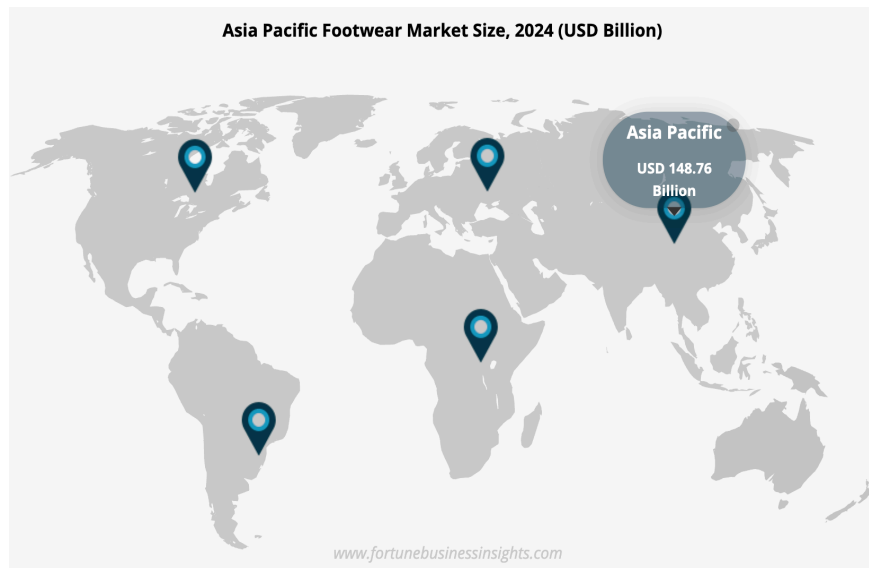 Asia Pacific Footwear Market Size, 2024 (USD Billion)
Asia Pacific
USD 148.76
Billion
www.fortunebusinessinsights.com